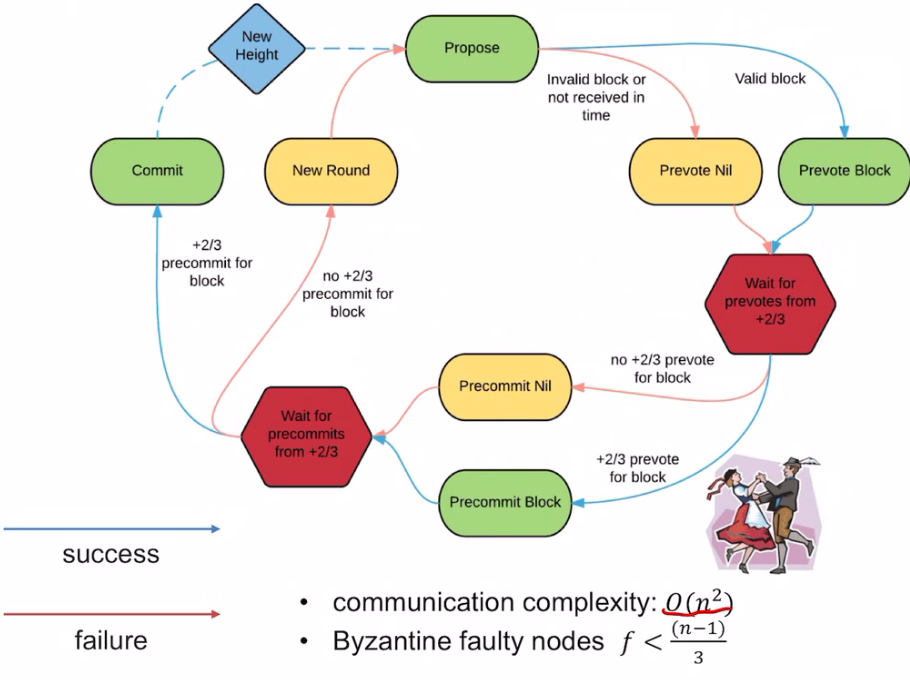 New
Height
Propose
Invalid block or
not received in
time
Valid block
Commit
New Round
Prevote Nil
Prevote Block
+2/3
precommit for
block
no +2/3
precommit for
block
Wait for
prevotes from
+2/3
no +2/3 prevote
for block
Precommit Nil
Wait for
precommits
from +2/3
+2/3 prevote
for block
Precommit Block
success
failure
• communication complexity: O(n²)
• Byzantine faulty nodes f < (n−1)/3